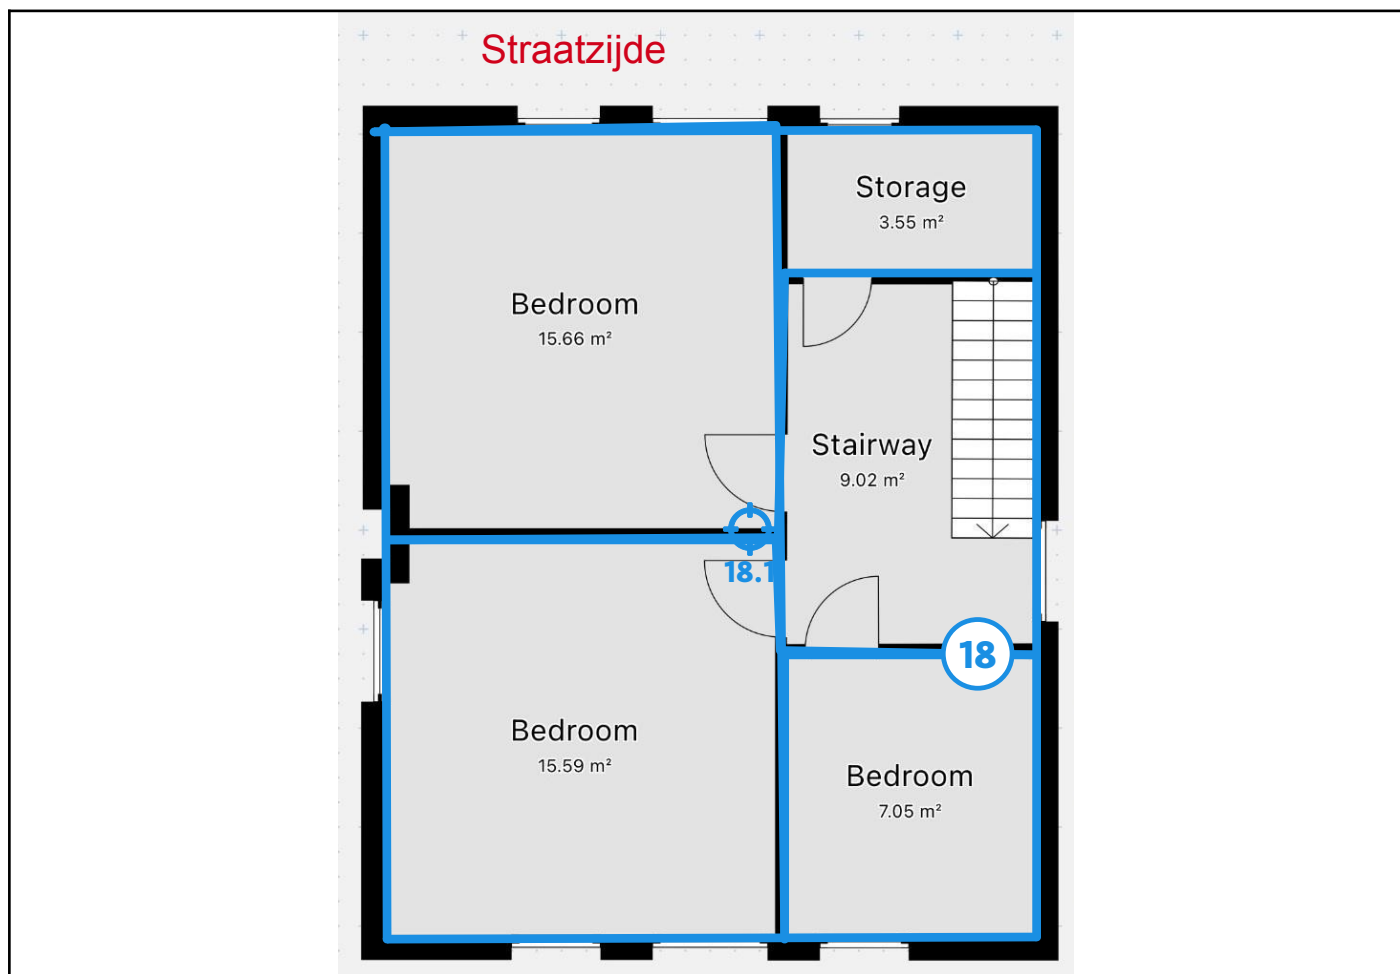 Straatzijde
Storage
3.55 m²
Bedroom
15.66 m²
Stairway
9.02 m²
18.1
18
Bedroom
15.59 m²
Bedroom
7.05 m²